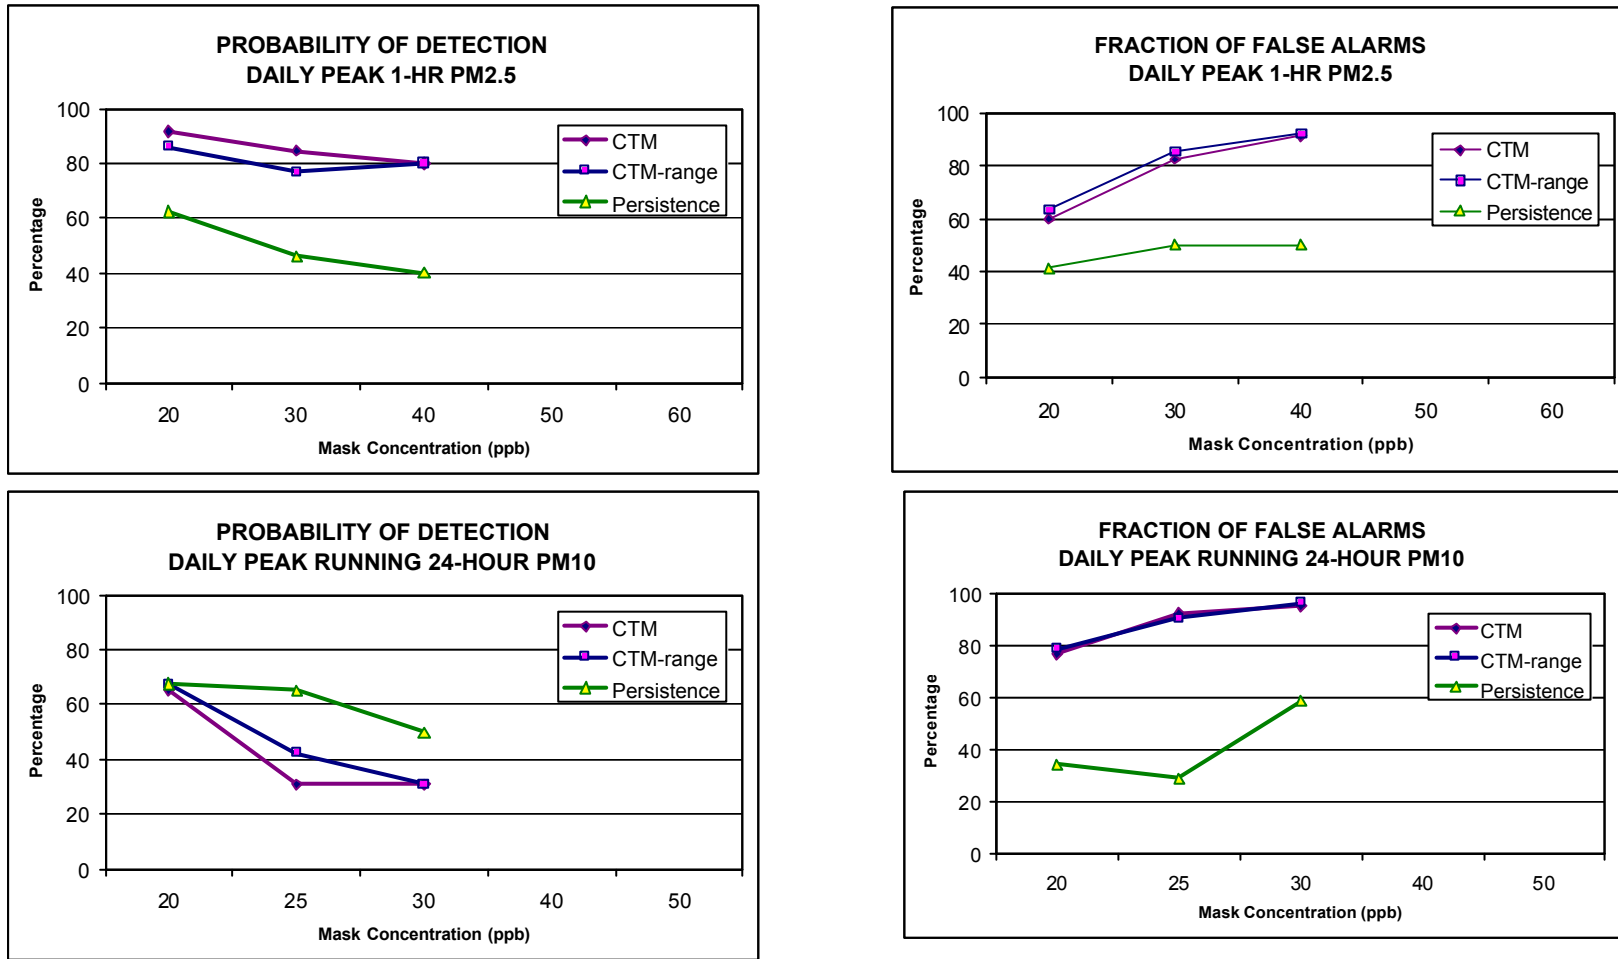 PROBABILITY OF DETECTION
DAILY PEAK 1-HR PM2.5
100
80
60
40
20
0
Percentage
CTM
CTM-range
Persistence
20 30 40 50 60
Mask Concentration (ppb)
FRACTION OF FALSE ALARMS
DAILY PEAK 1-HR PM2.5
100
80
60
40
20
0
Percentage
CTM
CTM-range
Persistence
20 30 40 50 60
Mask Concentration (ppb)
PROBABILITY OF DETECTION
DAILY PEAK RUNNING 24-HOUR PM10
100
80
60
40
20
0
Percentage
CTM
CTM-range
Persistence
20 25 30 40 50
Mask Concentration (ppb)
FRACTION OF FALSE ALARMS
DAILY PEAK RUNNING 24-HOUR PM10
100
80
60
40
20
0
Percentage
CTM
CTM-range
Persistence
20 25 30 40 50
Mask Concentration (ppb)